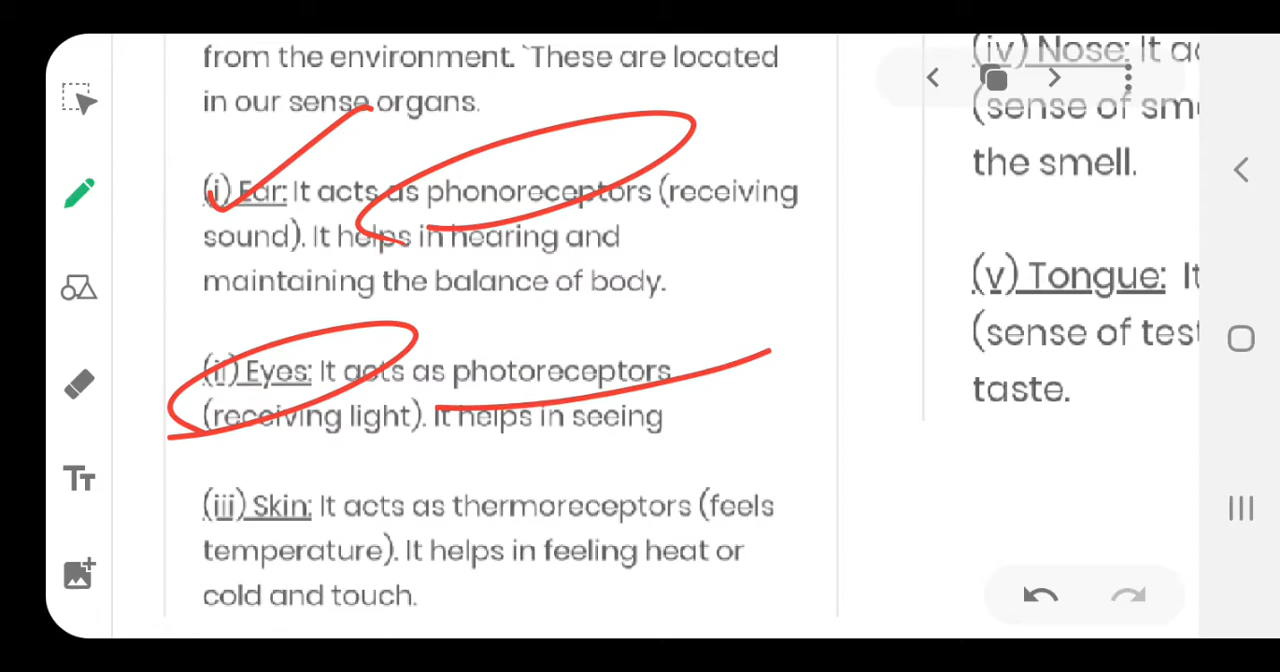 from the environment. `These are located
in our sense organs.
(i) Ear: It acts as phonoreceptors (receiving
sound). It helps in hearing and
maintaining the balance of body.
(ii) Eyes: It acts as photoreceptors
(receiving light). It helps in seeing
(iii) Skin: It acts as thermoreceptors (feels
temperature). It helps in feeling heat or
cold and touch.
(iv) Nose: It
(sense of
the smell.
(v) Tongue: It
(sense of
taste.
Tт